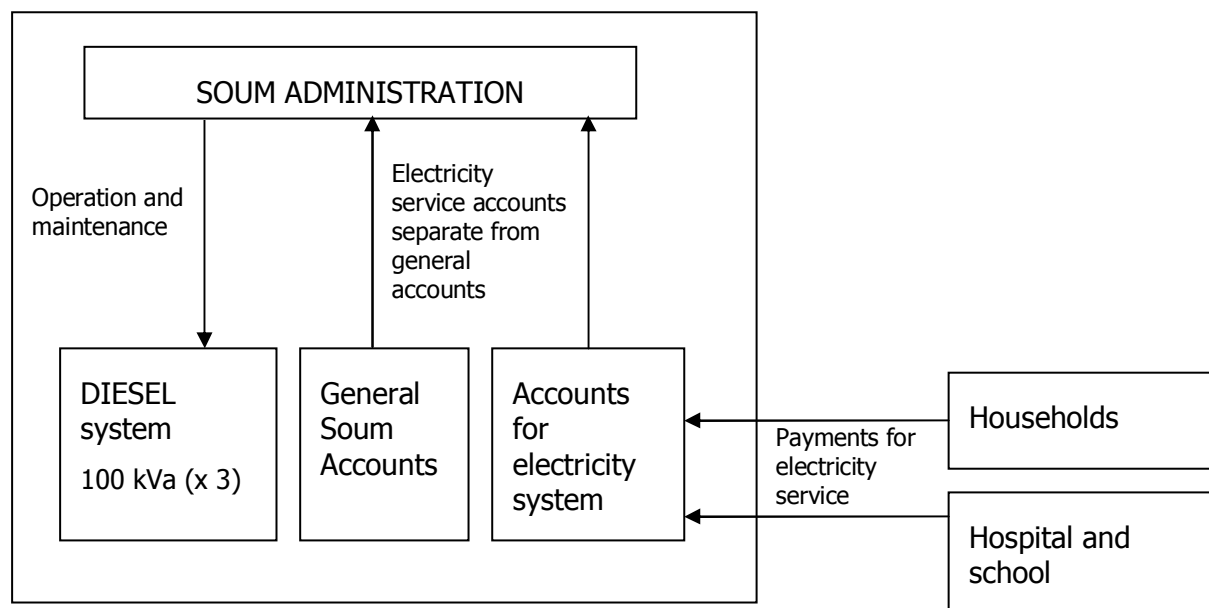 SOUM ADMINISTRATION
Operation and
maintenance
Electricity
service accounts
separate from
general
accounts
DIESEL
system
100 kVa (x 3)
General
Soum
Accounts
Accounts
for
electricity
system
Payments for
electricity
service
Households
Hospital and
school